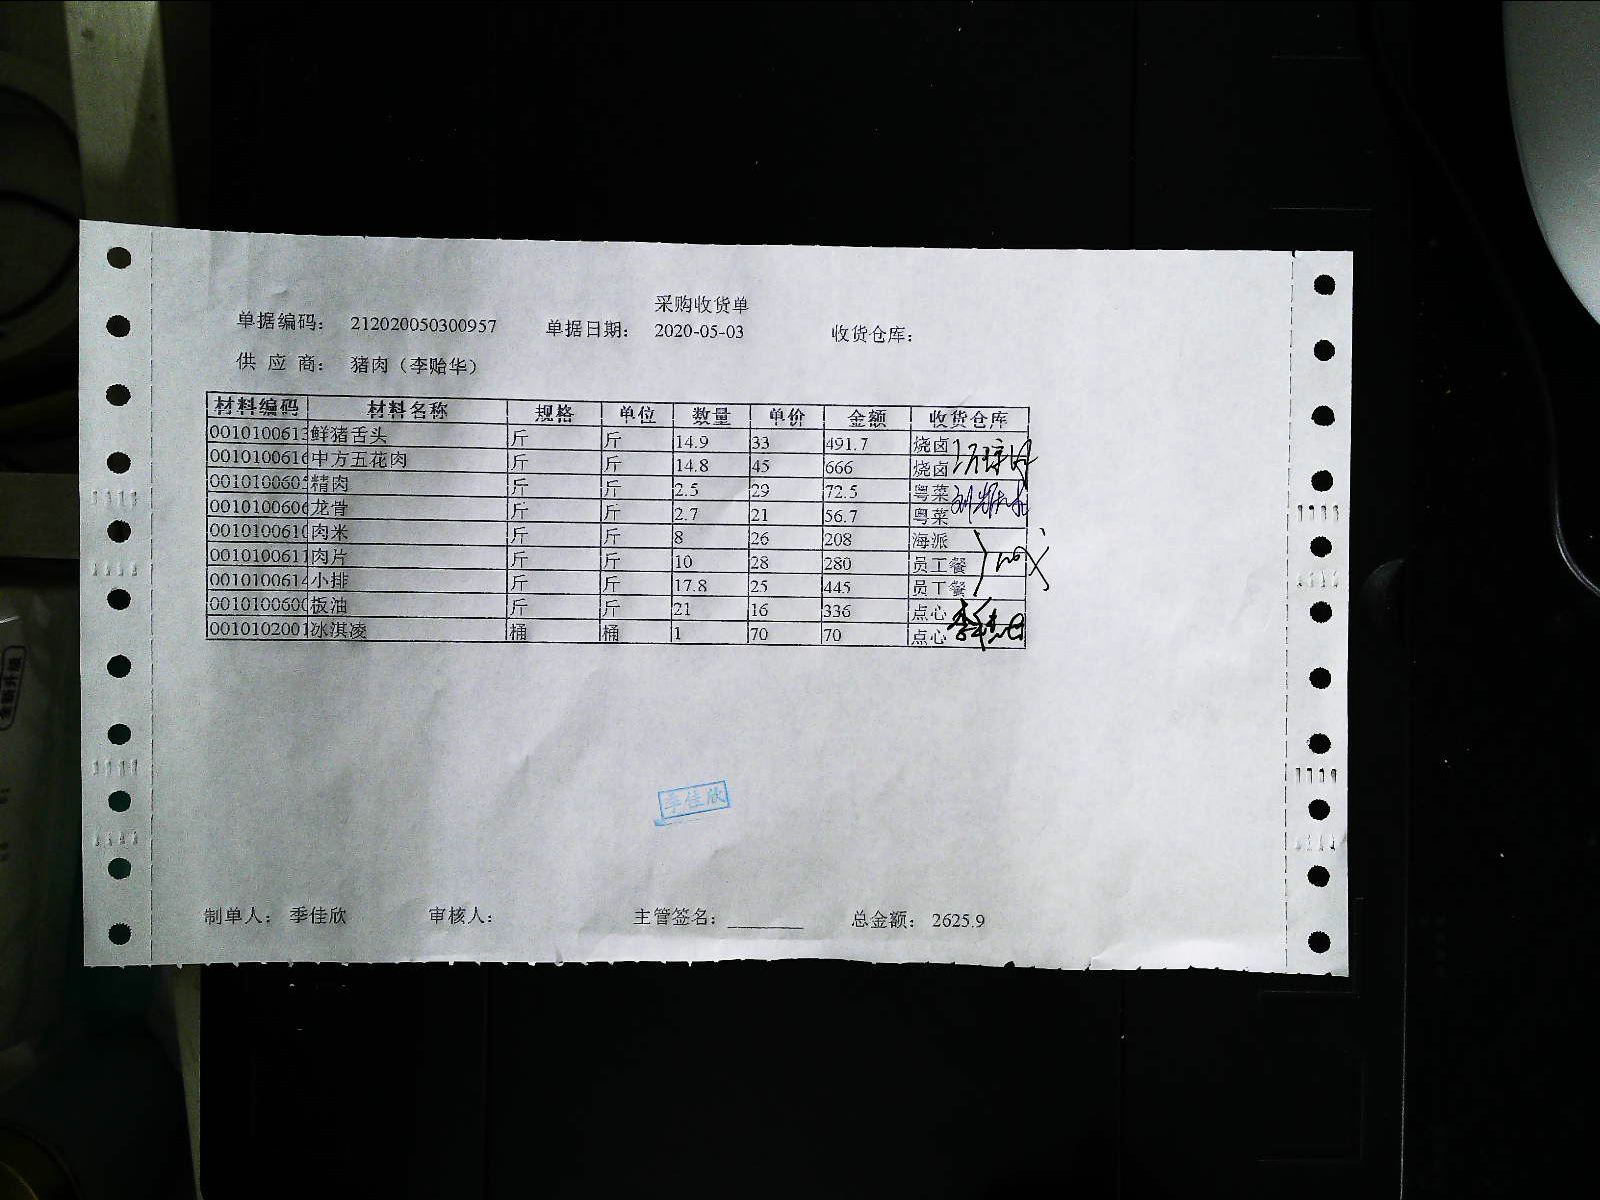 采购收货单
单据编码： 212020050300957 单据日期： 2020-05-03 收货仓库：
供 应 商： 猪肉（李贻华）
材料编码 材料名称 规格 单位 数量 单价 金额 收货仓库
0010100613 鲜猪舌头 斤 斤 14.9 33 491.7 烧卤
0010100616 中方五花肉 斤 斤 14.8 45 666 烧卤
001010060 精肉 斤 斤 2.5 29 72.5 粤菜
0010100606 龙骨 斤 斤 2.7 21 56.7 粤菜
0010100610 肉米 斤 斤 8 26 208 海派
0010100611 肉片 斤 斤 10 28 280 员工餐
0010100614 小排 斤 斤 17.8 25 445 员工餐
0010100600 板油 斤 斤 21 16 336 点心
0010102001 冰淇凌 桶 桶 1 70 70 点心
季佳欣
制单人： 季佳欣 审核人： 主管签名： 总金额： 2625.9